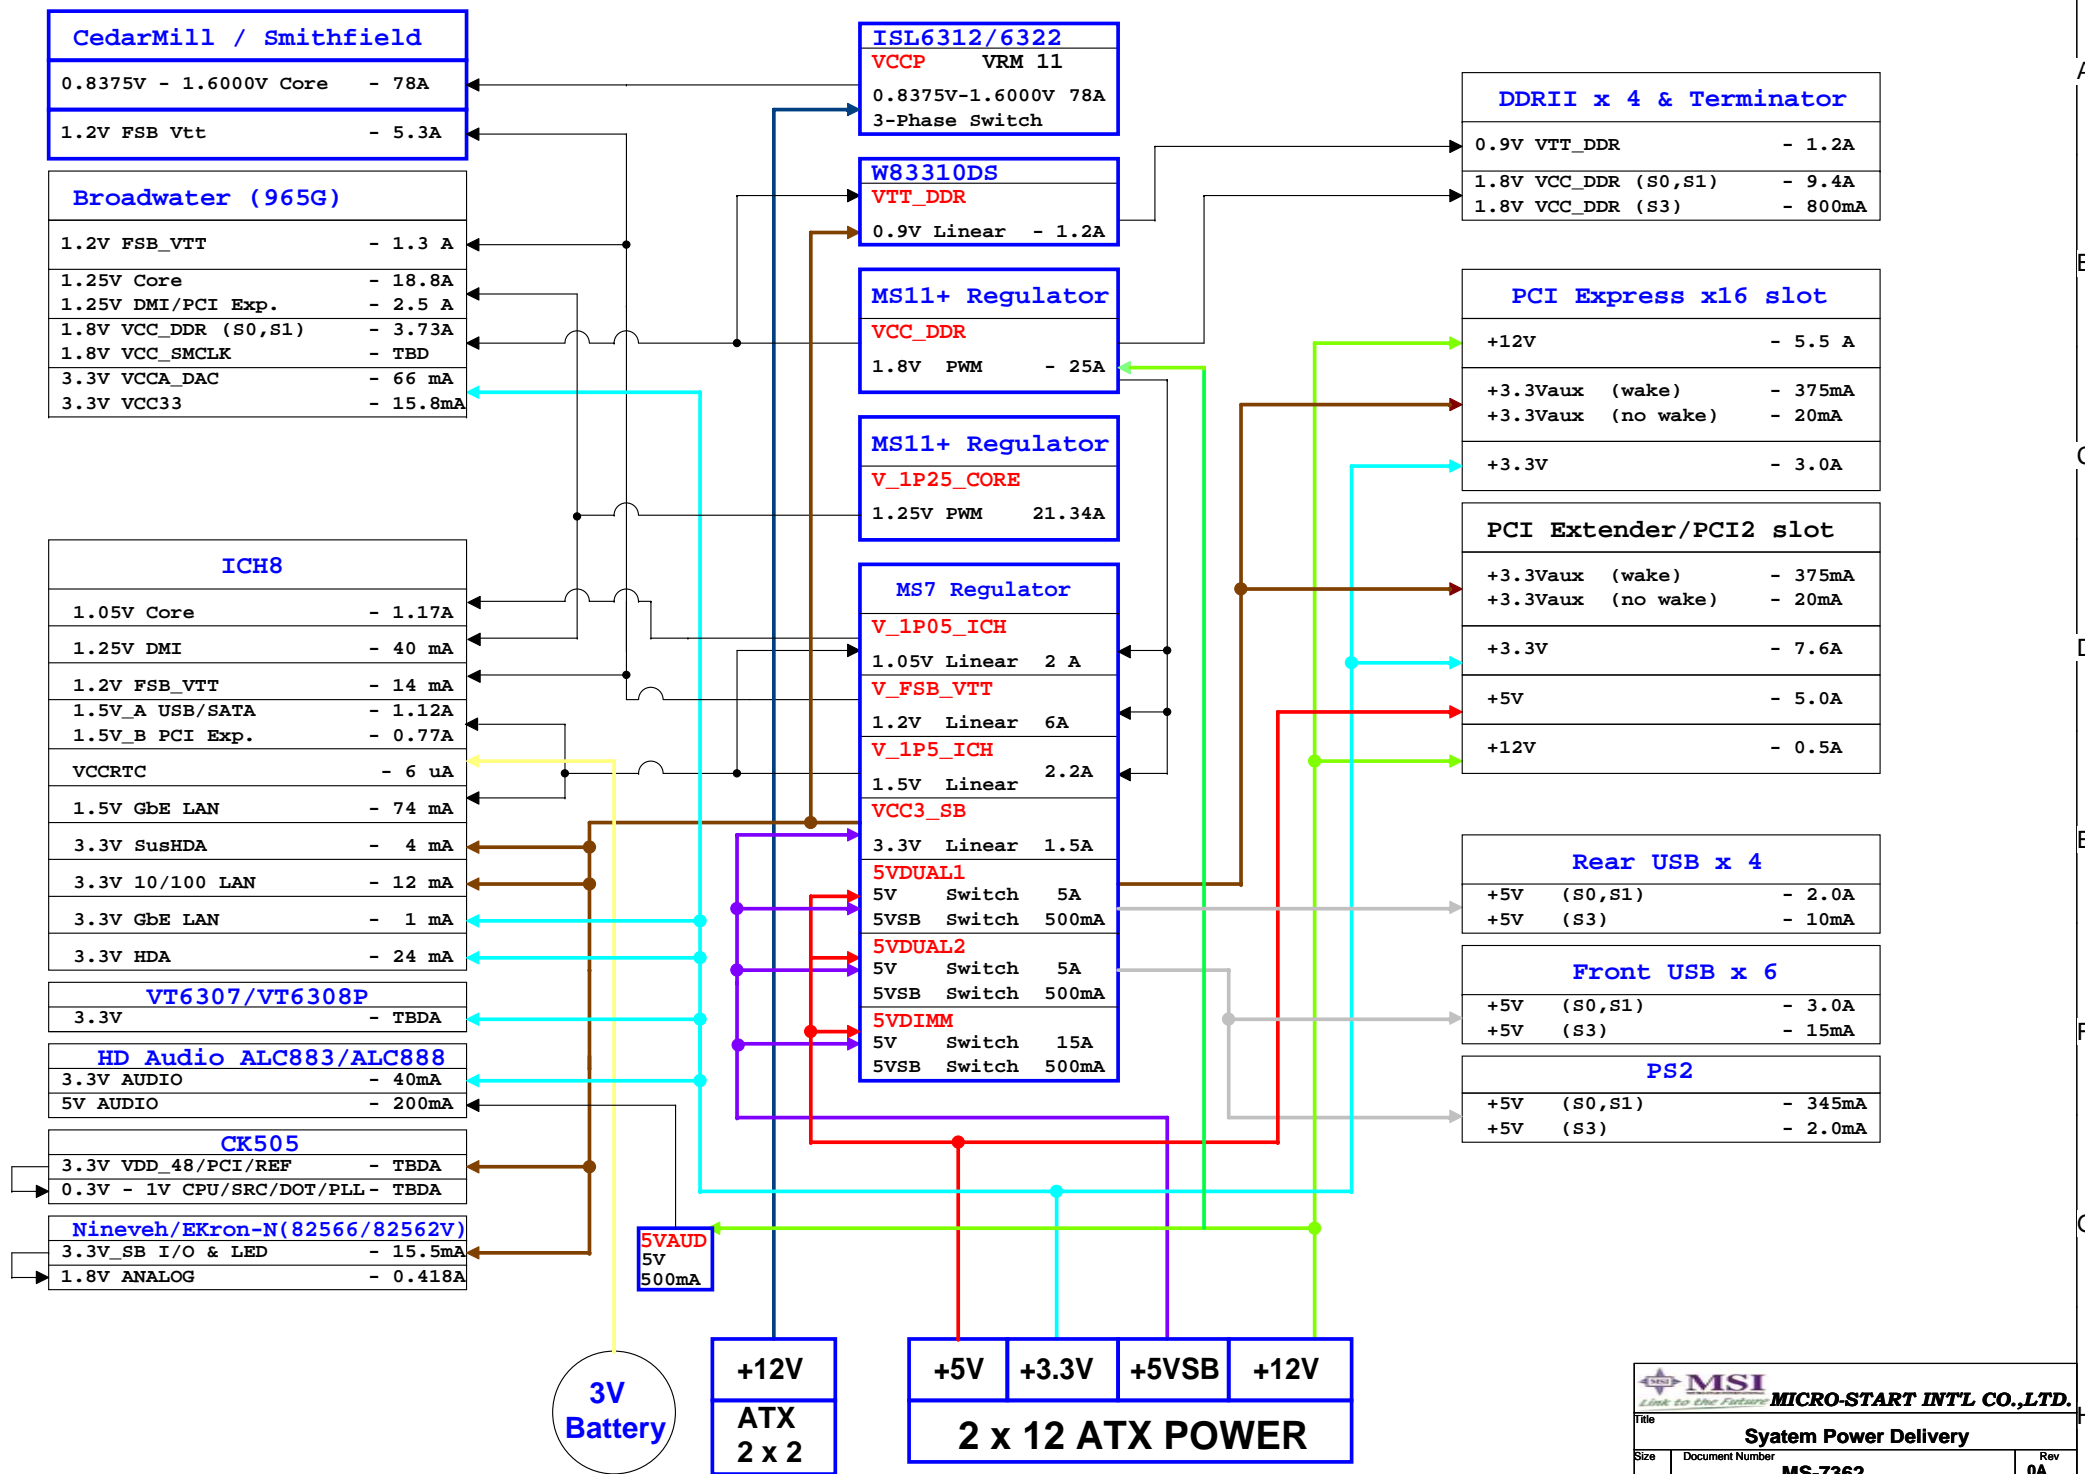 CedarMill / Smithfield
0.8375V - 1.6000V Core - 78A
1.2V FSB Vtt - 5.3A
Broadwater (965G)
1.2V FSB_VTT - 1.3 A
1.25V Core - 18.8A
1.25V DMI/PCI Exp. - 2.5 A
1.8V VCC_DDR (S0,S1) - 3.73A
1.8V VCC_SMCLK - TBD
3.3V VCCA_DAC - 66 mA
3.3V VCC33 - 15.8mA
ICH8
1.05V Core - 1.17A
1.25V DMI - 40 mA
1.2V FSB_VTT - 14 mA
1.5V_A USB/SATA - 1.12A
1.5V_B PCI Exp. - 0.77A
VCCRTC - 6 uA
1.5V GbE LAN - 74 mA
3.3V SusHDA - 4 mA
3.3V 10/100 LAN - 12 mA
3.3V GbE LAN - 1 mA
3.3V HDA - 24 mA
VT6307/VT6308P
3.3V - TBDA
HD Audio ALC883/ALC888
3.3V AUDIO - 40mA
5V AUDIO - 200mA
CK505
3.3V VDD_48/PCI/REF - TBDA
0.3V - 1V CPU/SRC/DOT/PLL - TBDA
Nineveh/EKron-N(82566/82562V)
3.3V_SB I/O & LED - 15.5mA
1.8V ANALOG - 0.418A
ISL6312/6322
VCCP VRM 11
0.8375V-1.6000V 78A
3-Phase Switch
W83310DS
VTT_DDR
0.9V Linear - 1.2A
MS11+ Regulator
VCC_DDR
1.8V PWM - 25A
MS11+ Regulator
V_1P25_CORE
1.25V PWM 21.34A
MS7 Regulator
V_1P05_ICH
1.05V Linear 2 A
V_FSB_VTT
1.2V Linear 6A
V_1P5_ICH
1.5V Linear 2.2A
VCC3_SB
3.3V Linear 1.5A
5VDUAL1
5V Switch 5A
5VSB Switch 500mA
5VDUAL2
5V Switch 5A
5VSB Switch 500mA
5VDIMM
5V Switch 15A
5VSB Switch 500mA
5VAUD
5V
500mA
DDRII x 4 & Terminator
0.9V VTT_DDR - 1.2A
1.8V VCC_DDR (S0,S1) - 9.4A
1.8V VCC_DDR (S3) - 800mA
PCI Express x16 slot
+12V - 5.5 A
+3.3Vaux (wake) - 375mA
+3.3Vaux (no wake) - 20mA
+3.3V - 3.0A
PCI Extender/PCI2 slot
+3.3Vaux (wake) - 375mA
+3.3Vaux (no wake) - 20mA
+3.3V - 7.6A
+5V - 5.0A
+12V - 0.5A
Rear USB x 4
+5V (S0,S1) - 2.0A
+5V (S3) - 10mA
Front USB x 6
+5V (S0,S1) - 3.0A
+5V (S3) - 15mA
PS2
+5V (S0,S1) - 345mA
+5V (S3) - 2.0mA
3V
Battery
+12V
ATX
2 x 2
+5V +3.3V +5VSB +12V
2 x 12 ATX POWER
MSI
Link to the Future
MICRO-START INT'L CO.,LTD.
Title
Syatem Power Delivery
Size Document Number Rev
MS-7362 0A